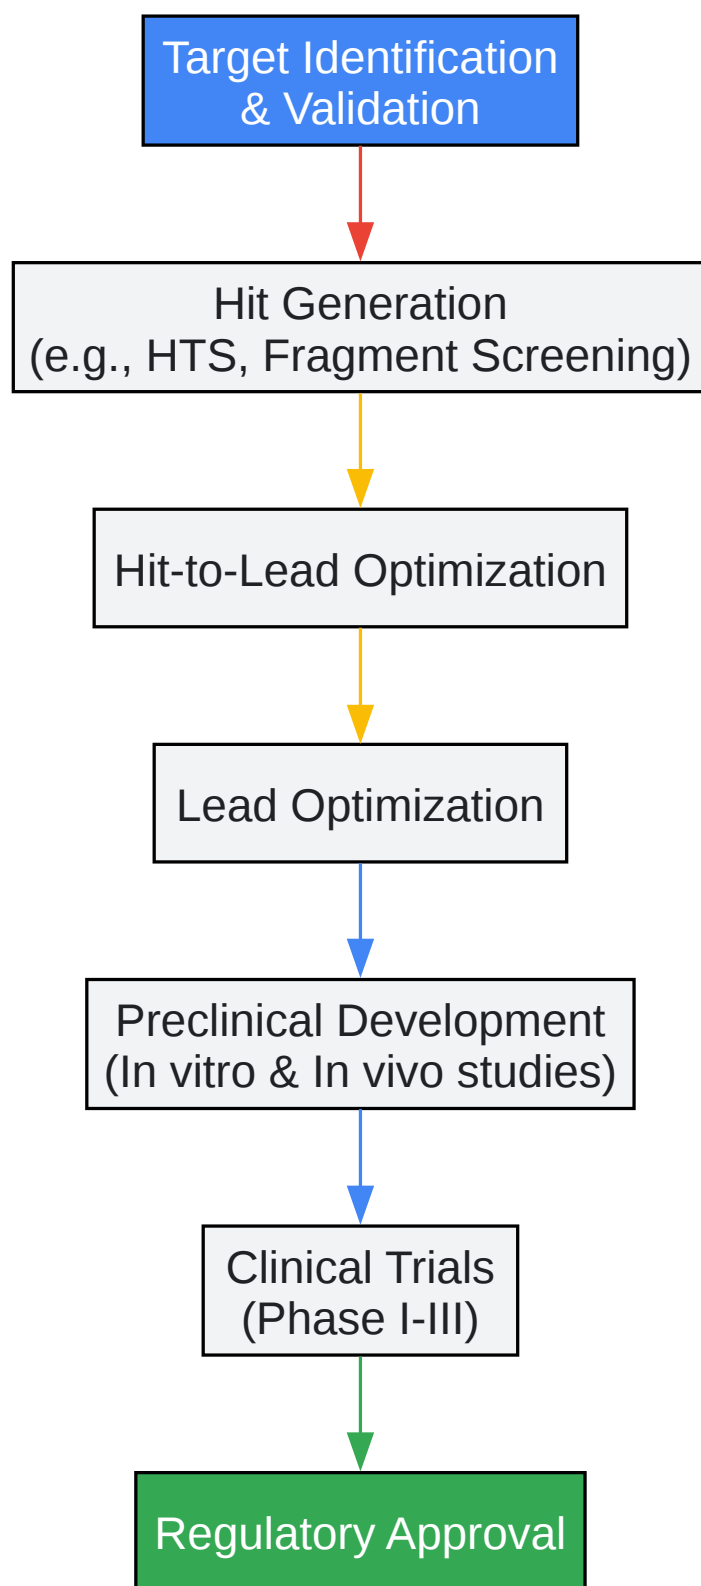 Target Identification
& Validation
Hit Generation
(e.g., HTS, Fragment Screening)
Hit-to-Lead Optimization
Lead Optimization
Preclinical Development
(In vitro & In vivo studies)
Clinical Trials
(Phase I-III)
Regulatory Approval